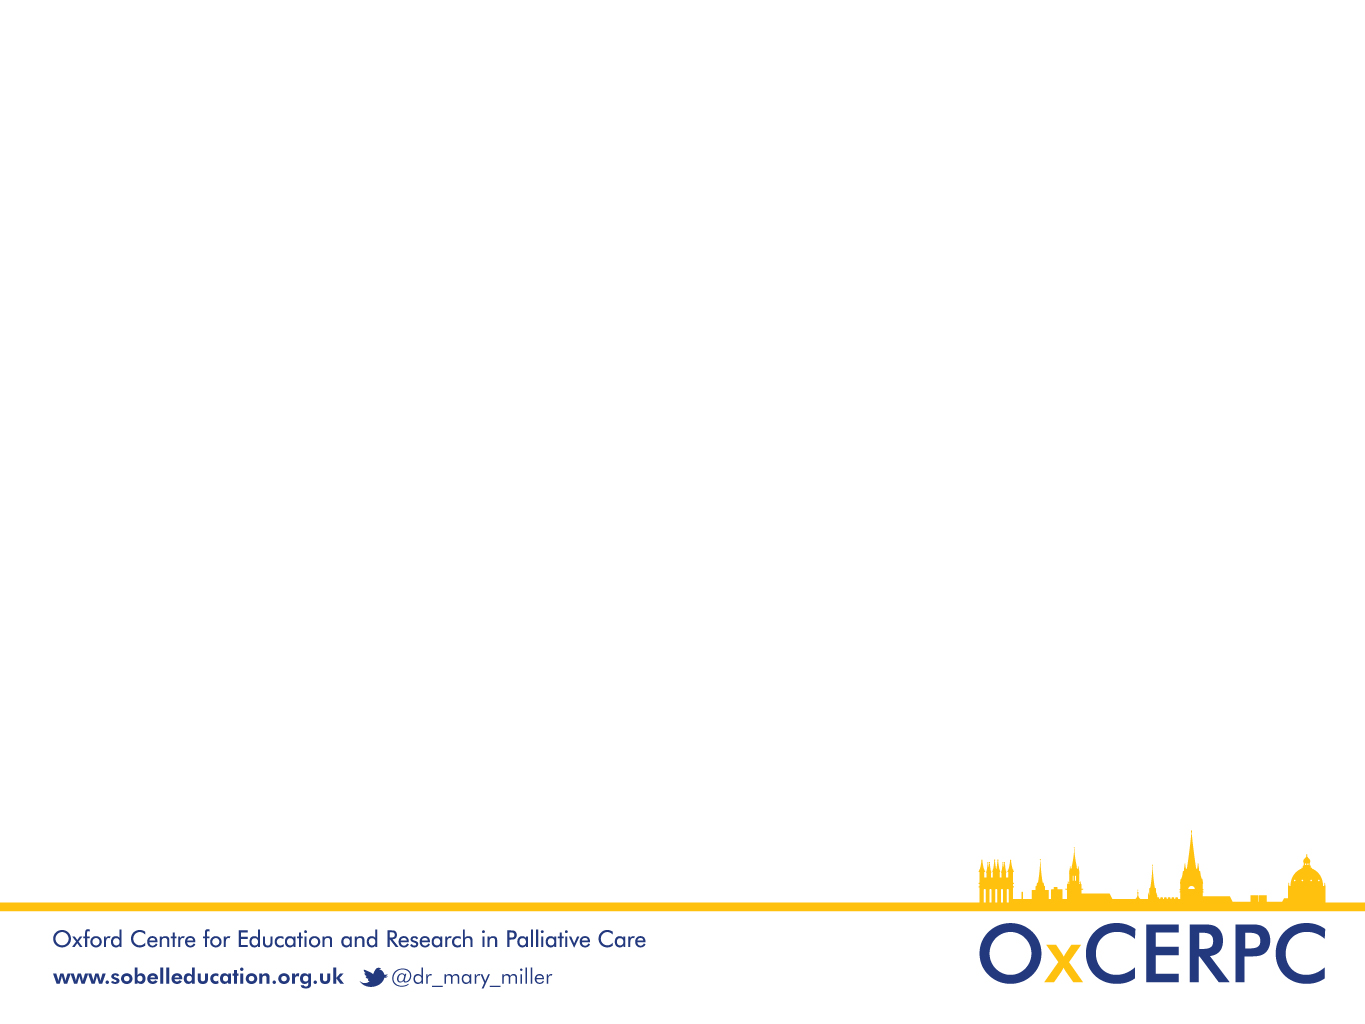 Oxford Centre for Education and Research in Palliative Care
www.sobelleducation.org.uk @dr_mary_miller
OxCERPC